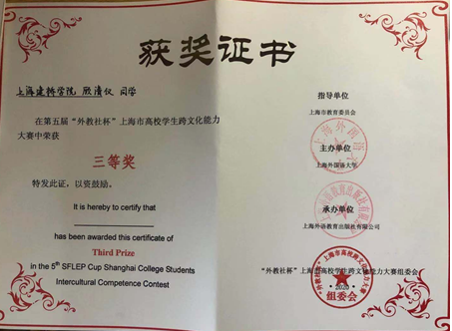 获奖证书
上海建桥学院 殷清仪 同学
在第五届“外教社杯”上海市高校学生跨文化能力
大赛中荣获
三等奖
特发此证,以资鼓励。
It is hereby to certify that
has been awarded this certificate of
Third Prize
in the 5th SFLEP Cup Shanghai College Students
Intercultural Competence Contest
指导单位
上海市教育委员会
主办单位
上海外国语大学
承办单位
上海外语教育出版社有限公司
“外教社杯”上海市高校学生跨文化能力大赛组委会
2020
组委会